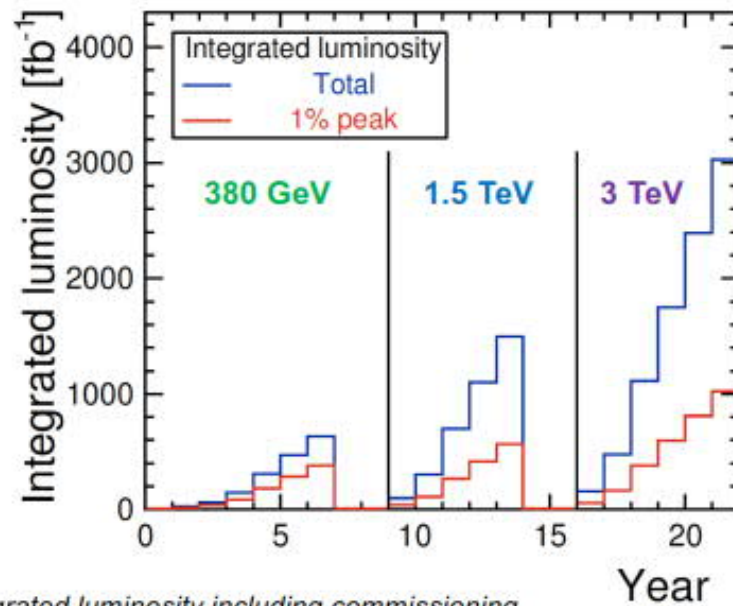 Integrated luminosity [fb-1]
4000
3000
2000
1000
0
Integrated luminosity
Total
1% peak
380 GeV
1.5 TeV
3 TeV
0 5 10 15 20
Year
grated luminosity including commissioning